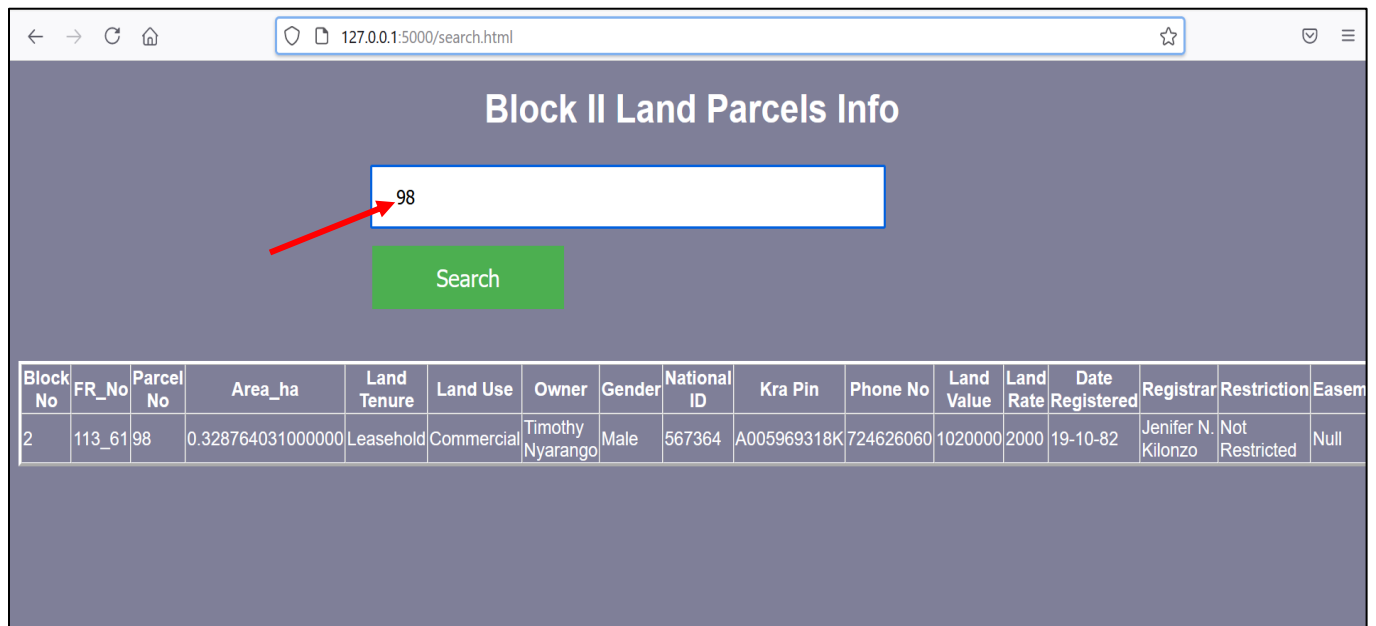 127.0.0.1:5000/search.html
Block II Land Parcels Info
98
Search
Block No FR_No Parcel No Area_ha Land Tenure Land Use Owner Gender National ID Kra Pin Phone No Land Value Land Rate Date Registered Registrar Restriction Easem
2 113_61 98 0.328764031000000 Leasehold Commercial Timothy Nyarango Male 567364 A005969318K 724626060 1020000 2000 19-10-82 Jenifer N. Kilonzo Not Restricted Null